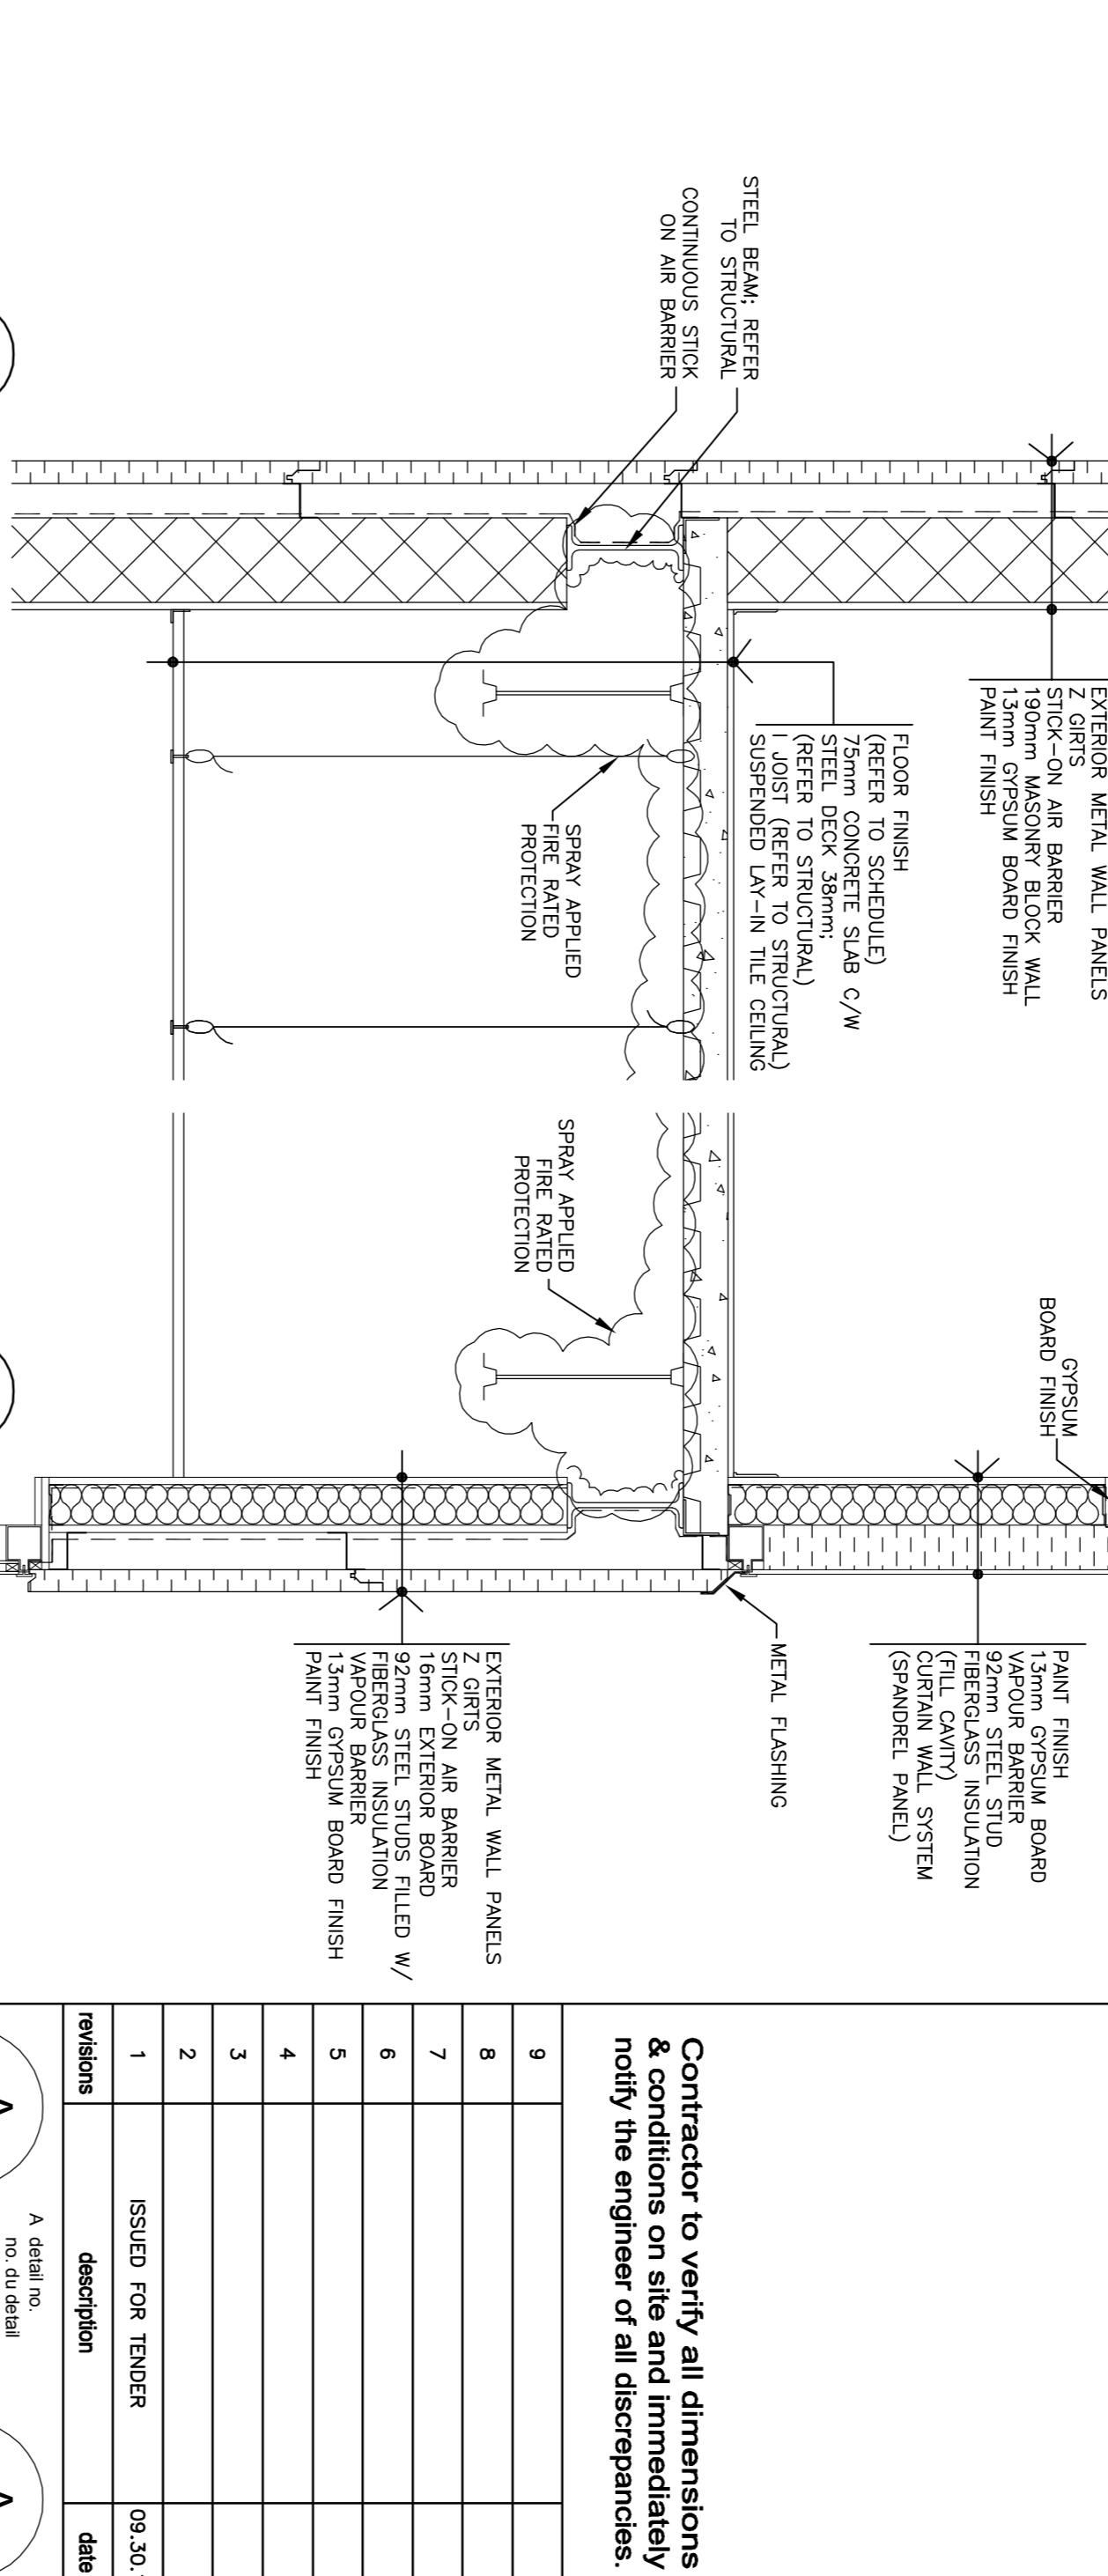 STEEL BEAM; REFER
TO STRUCTURAL
CONTINUOUS STICK
ON AIR BARRIER
EXTERIOR METAL WALL PANELS
Z GIRTS
STICK-ON AIR BARRIER
190mm MASONRY BLOCK WALL
13mm GYPSUM BOARD FINISH
PAINT FINISH
FLOOR FINISH
(REFER TO SCHEDULE)
75mm CONCRETE SLAB C/W
STEEL DECK 38mm;
(REFER TO STRUCTURAL)
I JOIST (REFER TO STRUCTURAL)
SUSPENDED LAY-IN TILE CEILING
SPRAY APPLIED
FIRE RATED
PROTECTION
SPRAY APPLIED
FIRE RATED
PROTECTION
GYPSUM
BOARD FINISH
PAINT FINISH
13mm GYPSUM BOARD
VAPOUR BARRIER
92mm STEEL STUD
FIBERGLASS INSULATION
(FILL CAVITY)
CURTAIN WALL SYSTEM
(SPANDREL PANEL)
METAL FLASHING
EXTERIOR METAL WALL PANELS
Z GIRTS
STICK-ON AIR BARRIER
16mm EXTERIOR BOARD
92mm STEEL STUDS FILLED W/
FIBERGLASS INSULATION
VAPOUR BARRIER
13mm GYPSUM BOARD FINISH
PAINT FINISH
Contractor to verify all dimensions
& conditions on site and immediately
notify the engineer of all discrepancies.
9
8
7
6
5
4
3
2
1 ISSUED FOR TENDER 09.30.
revisions description date
A detail no.
no. du detail